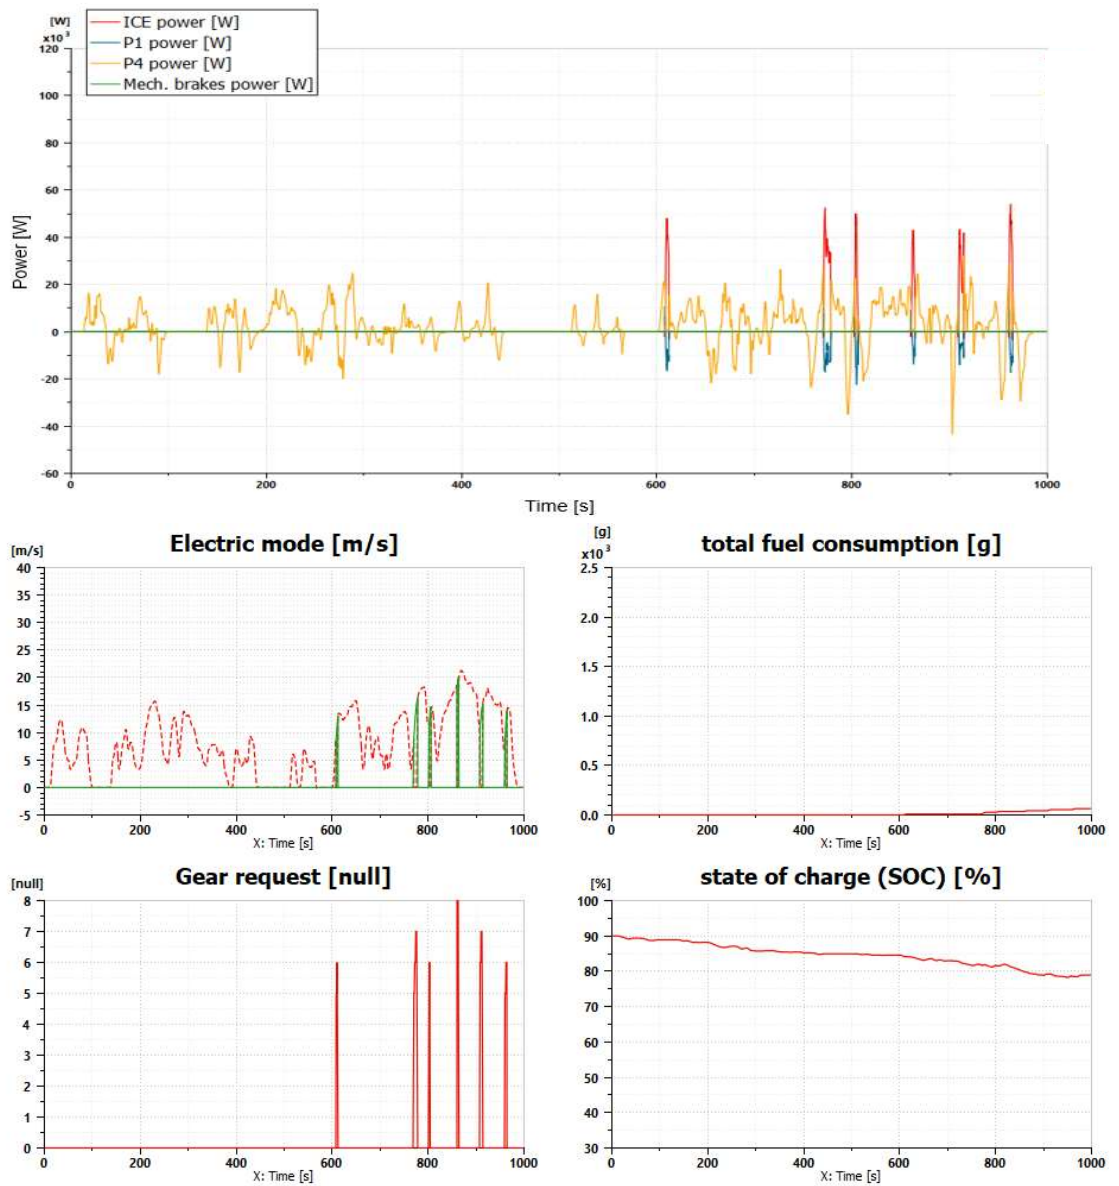 [W]
x10³
ICE power [W]
P1 power [W]
P4 power [W]
Mech. brakes power [W]
120
100
80
60
40
20
0
-20
-40
-60
Power [W]
0 200 400 600 800 1000
Time [s]
Electric mode [m/s]
[m/s]
40
35
30
25
20
15
10
5
0
-5
0 200 400 600 800 1000
X: Time [s]
total fuel consumption [g]
[g]
x10³
2.5
2.0
1.5
1.0
0.5
0.0
0 200 400 600 800 1000
X: Time [s]
Gear request [null]
[null]
8
7
6
5
4
3
2
1
0
0 200 400 600 800 1000
X: Time [s]
state of charge (SOC) [%]
[%]
100
90
80
70
60
50
40
30
0 200 400 600 800 1000
X: Time [s]